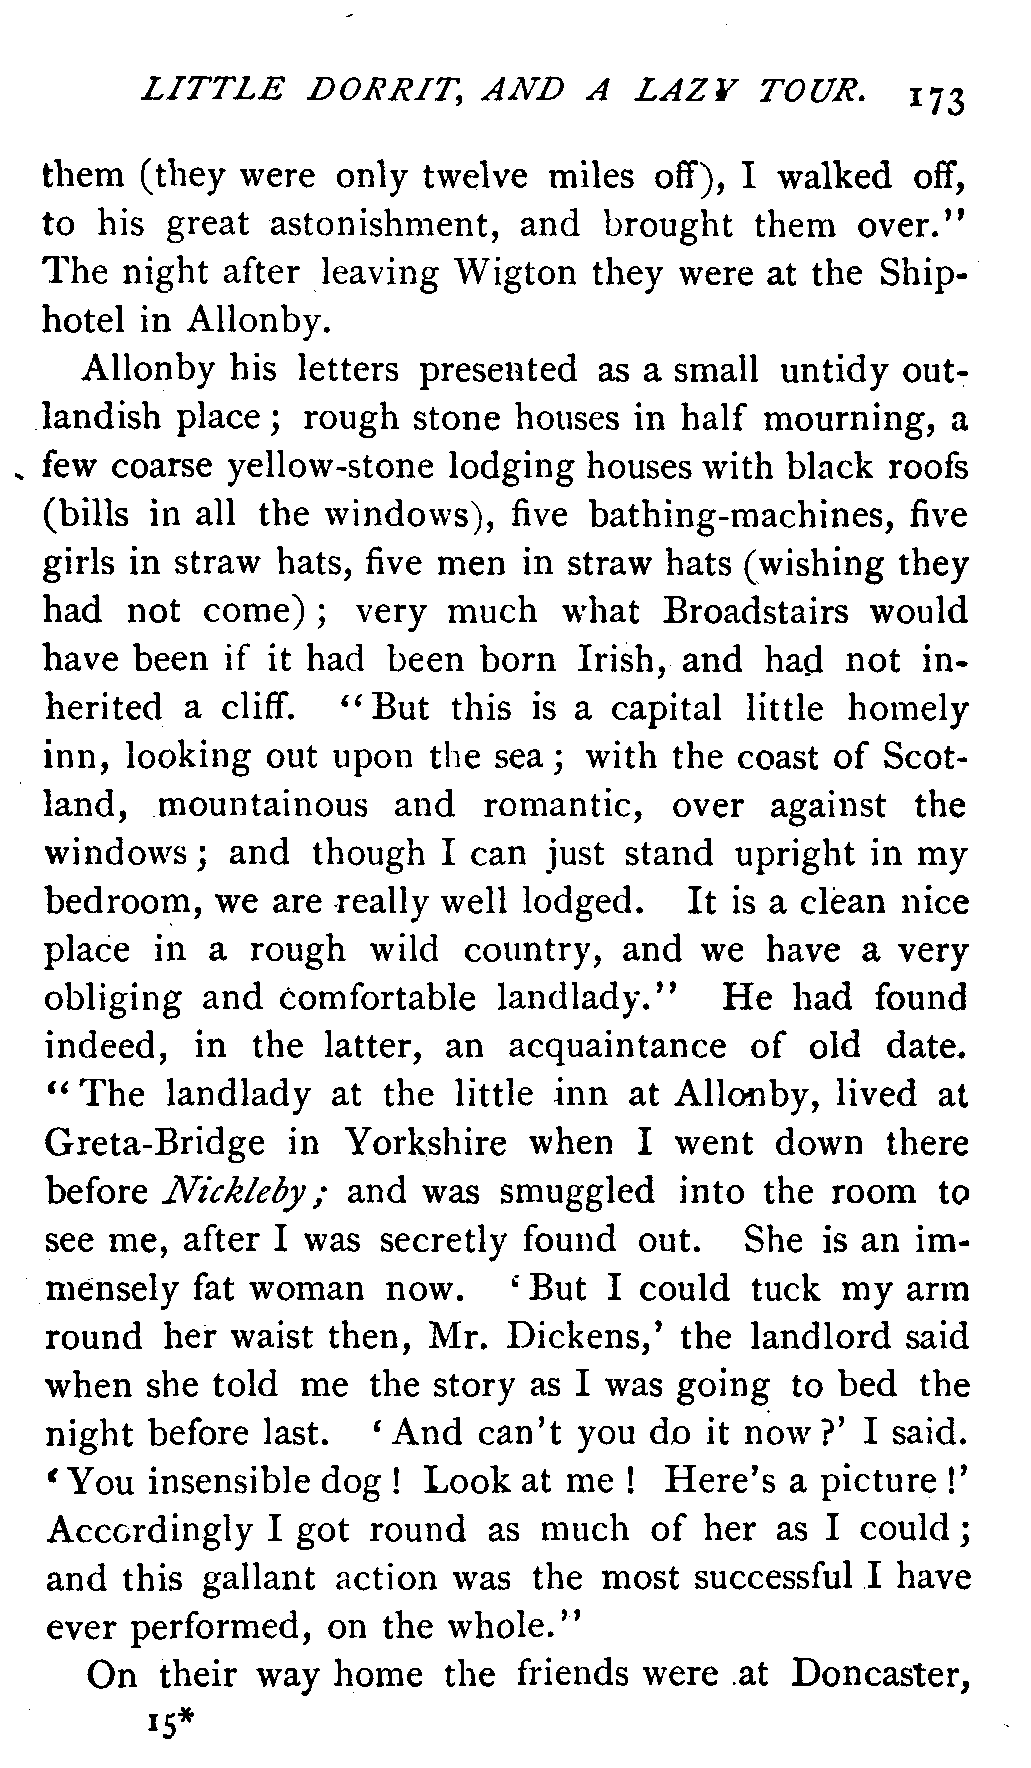 LITTLE DORRIT, AND A LAZY TOUR. 173
them (they were only twelve miles off), I walked off,
to his great astonishment, and brought them over."
The night after leaving Wigton they were at the Ship-
hotel in Allonby.
Allonby his letters presented as a small untidy out-
landish place; rough stone houses in half mourning, a
few coarse yellow-stone lodging houses with black roofs
(bills in all the windows), five bathing-machines, five
girls in straw hats, five men in straw hats (wishing they
had not come); very much what Broadstairs would
have been if it had been born Irish, and had not in-
herited a cliff. "But this is a capital little homely
inn, looking out upon the sea; with the coast of Scot-
land, mountainous and romantic, over against the
windows; and though I can just stand upright in my
bedroom, we are really well lodged. It is a clean nice
place in a rough wild country, and we have a very
obliging and comfortable landlady." He had found
indeed, in the latter, an acquaintance of old date.
"The landlady at the little inn at Allonby, lived at
Greta-Bridge in Yorkshire when I went down there
before Nickleby; and was smuggled into the room to
see me, after I was secretly found out. She is an im-
mensely fat woman now. 'But I could tuck my arm
round her waist then, Mr. Dickens,' the landlord said
when she told me the story as I was going to bed the
night before last. 'And can't you do it now?' I said.
'You insensible dog! Look at me! Here's a picture!'
Accordingly I got round as much of her as I could;
and this gallant action was the most successful I have
ever performed, on the whole."
On their way home the friends were at Doncaster,
15*